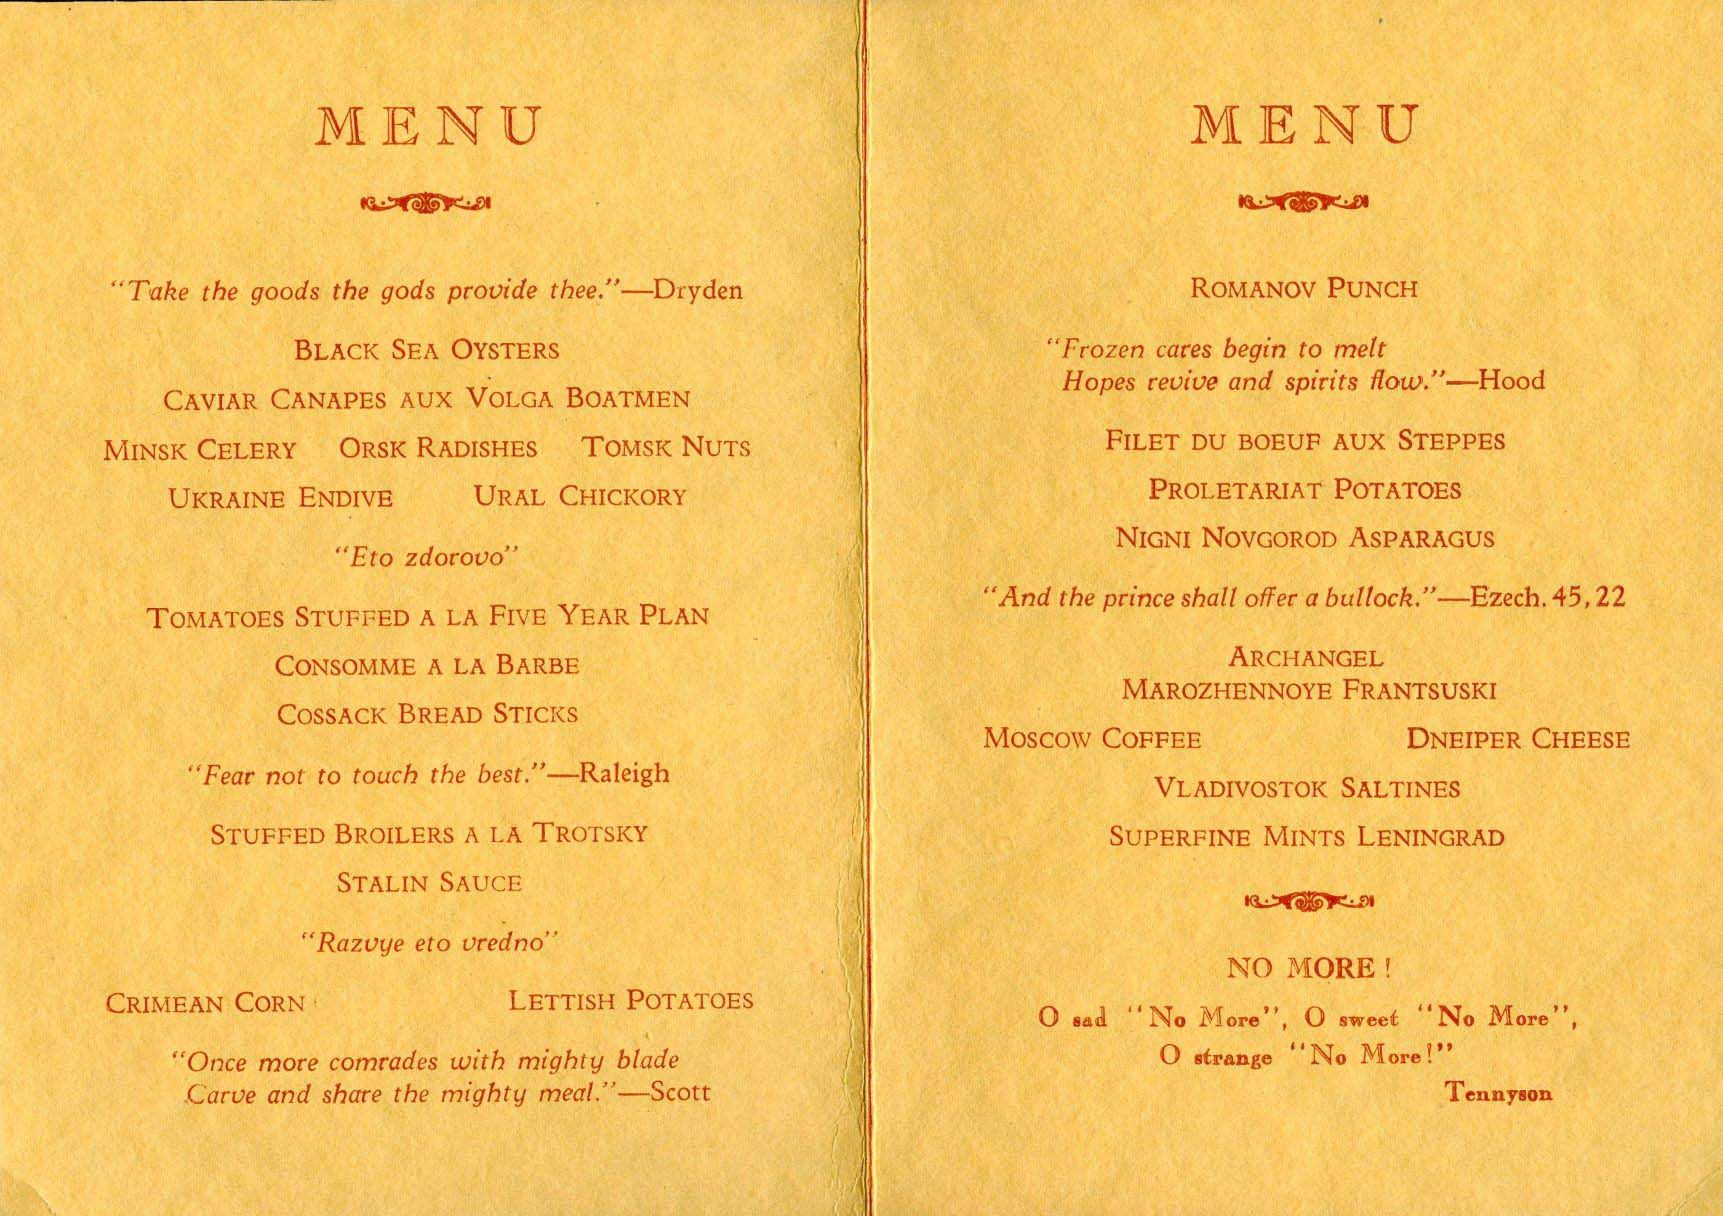 MENU
"Take the goods the gods provide thee."—Dryden
BLACK SEA OYSTERS
CAVIAR CANAPES AUX VOLGA BOATMEN
MINSK CELERY ORSK RADISHES TOMSK NUTS
UKRAINE ENDIVE URAL CHICKORY
"Eto zdorovo"
TOMATOES STUFFED A LA FIVE YEAR PLAN
CONSOMME A LA BARBE
COSSACK BREAD STICKS
"Fear not to touch the best."—Raleigh
STUFFED BROILERS A LA TROTSKY
STALIN SAUCE
"Razvye eto vredno"
CRIMEAN CORN LETTISH POTATOES
"Once more comrades with mighty blade
Carve and share the mighty meal."—Scott
MENU
ROMANOV PUNCH
"Frozen cares begin to melt
Hopes revive and spirits flow."—Hood
FILET DU BOEUF AUX STEPPES
PROLETARIAT POTATOES
NIGNI NOVGOROD ASPARAGUS
"And the prince shall offer a bullock."—Ezech. 45, 22
ARCHANGEL
MAROZHENNOYE FRANTSUSKI
MOSCOW COFFEE DNEIPER CHEESE
VLADIVOSTOK SALTINES
SUPERFINE MINTS LENINGRAD
NO MORE!
O sad "No More", O sweet "No More",
O strange "No More!"
Tennyson